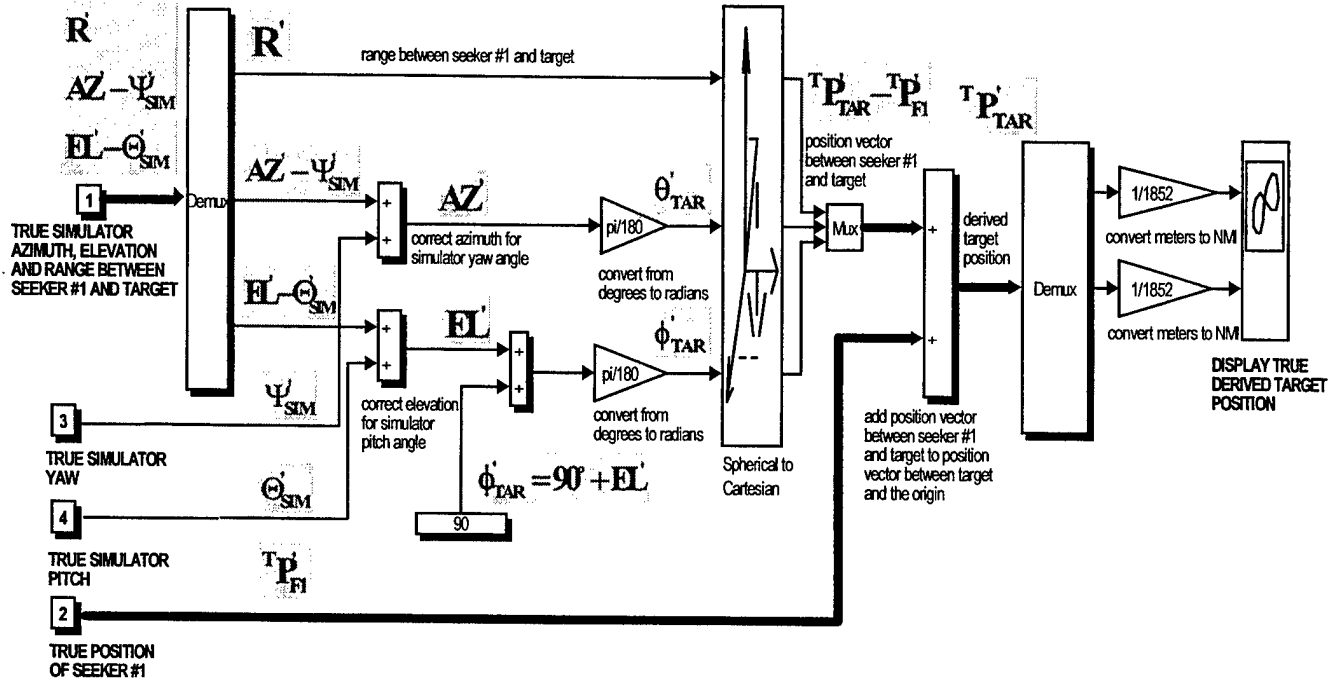 R'
AZ' − Ψ'SIM
EL' − Θ'SIM
1
TRUE SIMULATOR
AZIMUTH, ELEVATION
AND RANGE BETWEEN
SEEKER #1 AND TARGET
Demux
R'
range between seeker #1 and target
AZ' − Ψ'SIM
+
+
AZ'
correct azimuth for
simulator yaw angle
pi/180
convert from
degrees to radians
θ'TAR
EL' − Θ'SIM
+
+
EL'
correct elevation
for simulator
pitch angle
+
+
pi/180
convert from
degrees to radians
ϕ'TAR
ϕ'TAR = 90° + EL'
90
3
TRUE SIMULATOR
YAW
Ψ'SIM
4
TRUE SIMULATOR
PITCH
Θ'SIM
2
TRUE POSITION
OF SEEKER #1
TP'F1
Spherical to
Cartesian
TP'TAR − TP'F1
position vector
between seeker #1
and target
Mux
+
+
add position vector
between seeker #1
and target to position
vector between target
and the origin
TP'TAR
derived
target
position
Demux
1/1852
convert meters to NMI
1/1852
convert meters to NMI
DISPLAY TRUE
DERIVED TARGET
POSITION